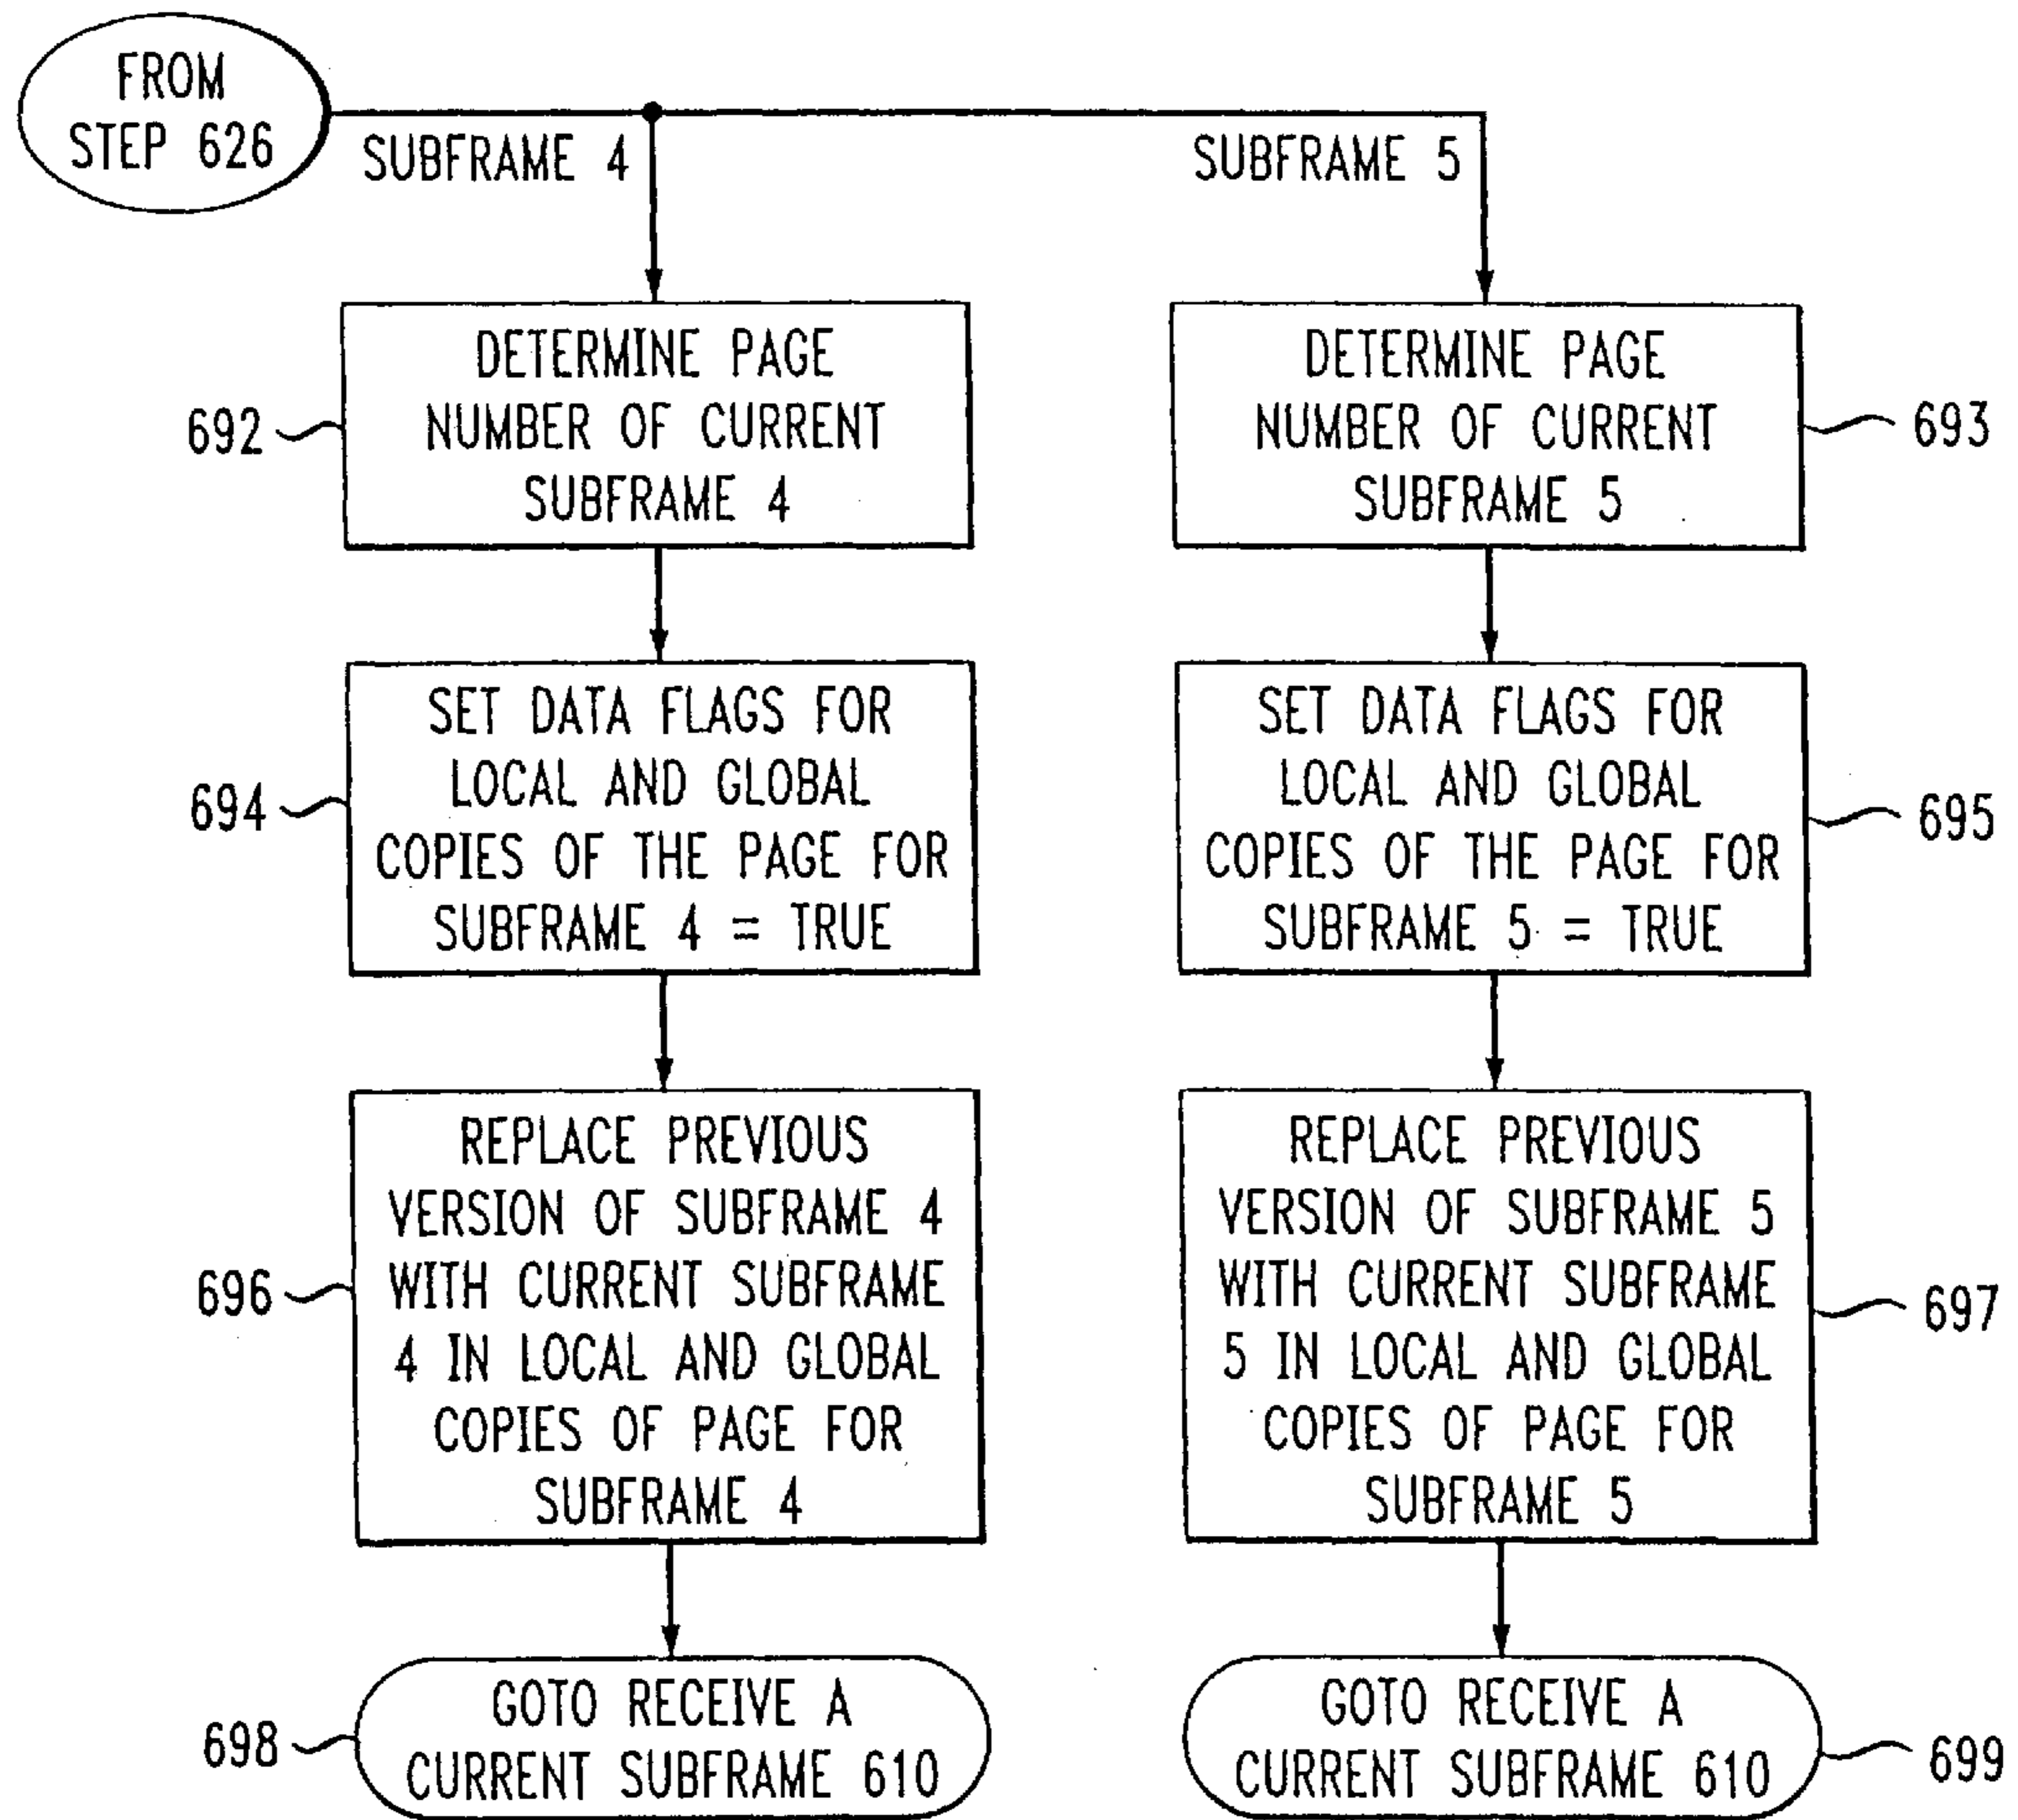 FROM
STEP 626
SUBFRAME 4
SUBFRAME 5
692
DETERMINE PAGE
NUMBER OF CURRENT
SUBFRAME 4
DETERMINE PAGE
NUMBER OF CURRENT
SUBFRAME 5
693
694
SET DATA FLAGS FOR
LOCAL AND GLOBAL
COPIES OF THE PAGE FOR
SUBFRAME 4 = TRUE
SET DATA FLAGS FOR
LOCAL AND GLOBAL
COPIES OF THE PAGE FOR
SUBFRAME 5 = TRUE
695
696
REPLACE PREVIOUS
VERSION OF SUBFRAME 4
WITH CURRENT SUBFRAME
4 IN LOCAL AND GLOBAL
COPIES OF PAGE FOR
SUBFRAME 4
REPLACE PREVIOUS
VERSION OF SUBFRAME 5
WITH CURRENT SUBFRAME
5 IN LOCAL AND GLOBAL
COPIES OF PAGE FOR
SUBFRAME 5
697
698
GOTO RECEIVE A
CURRENT SUBFRAME 610
GOTO RECEIVE A
CURRENT SUBFRAME 610
699